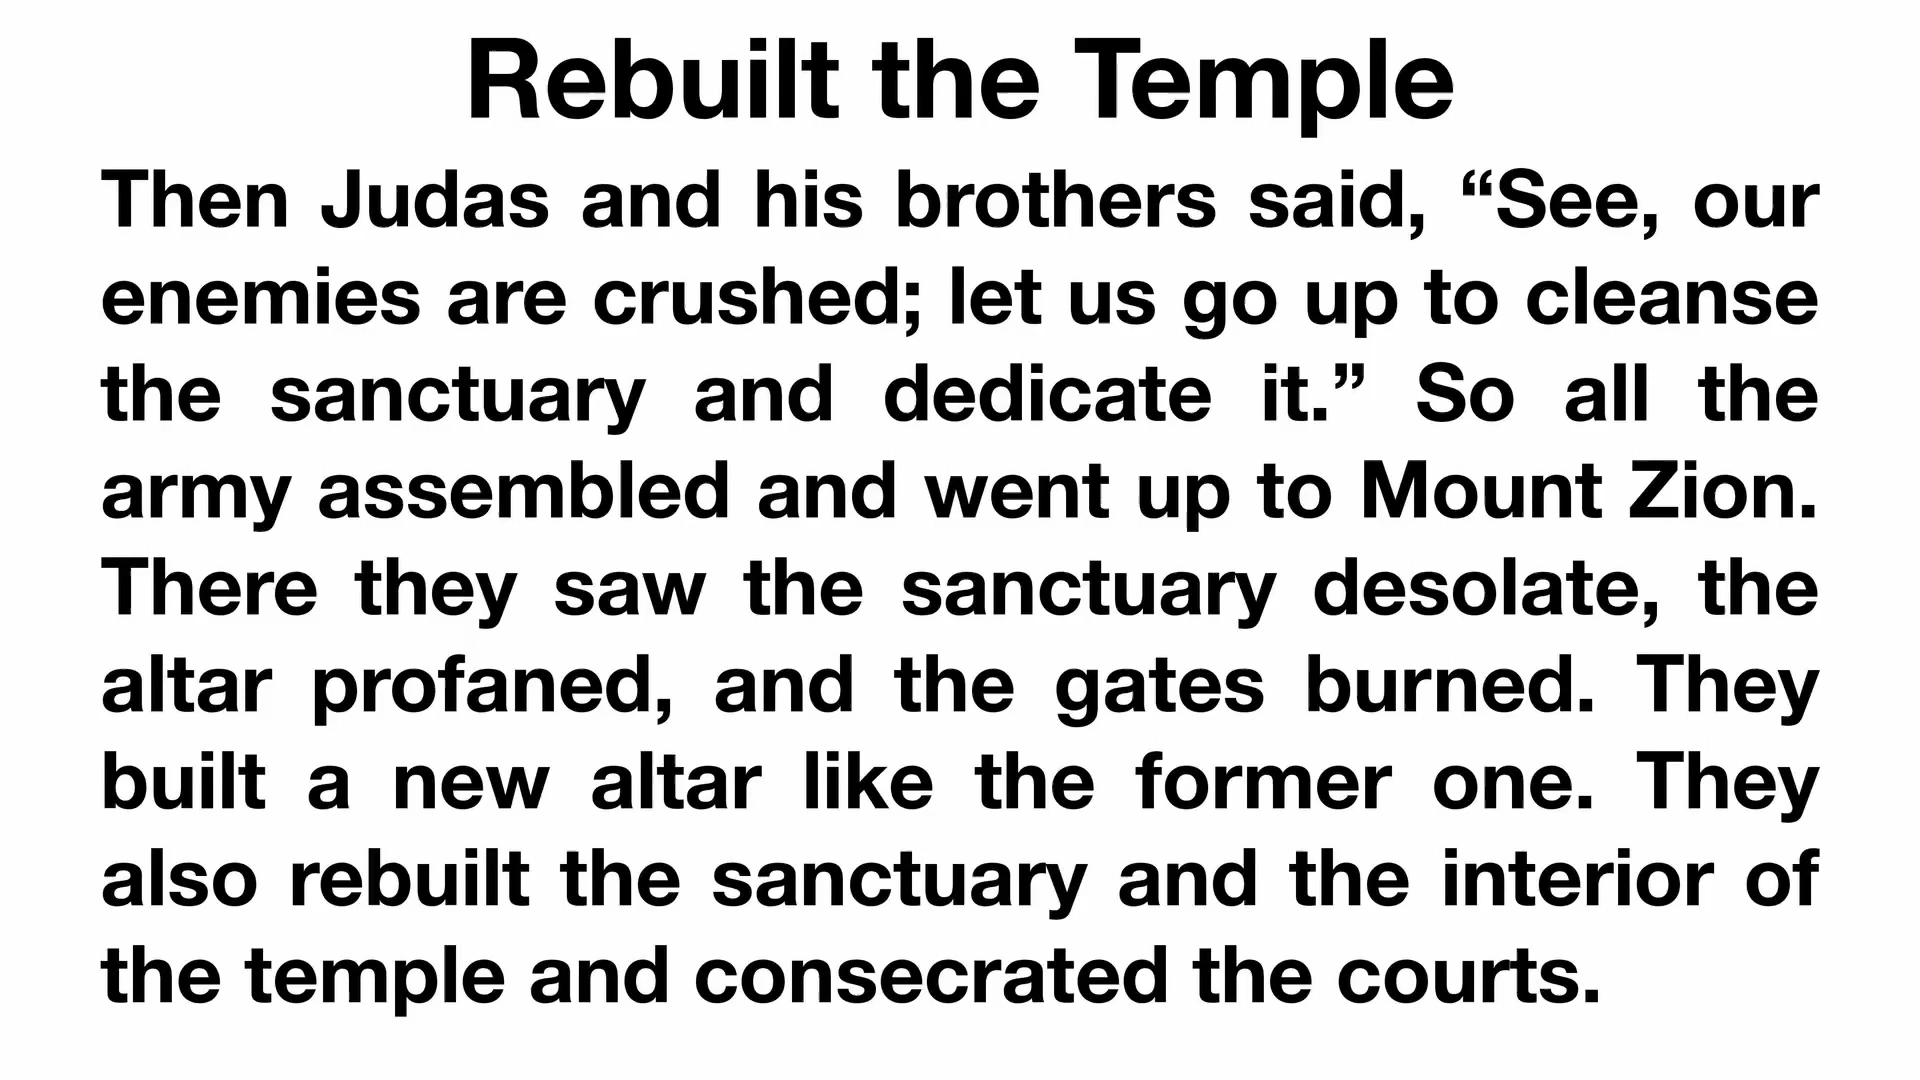 Rebuilt the Temple
Then Judas and his brothers said, “See, our
enemies are crushed; let us go up to cleanse
the sanctuary and dedicate it.” So all the
army assembled and went up to Mount Zion.
There they saw the sanctuary desolate, the
altar profaned, and the gates burned. They
built a new altar like the former one. They
also rebuilt the sanctuary and the interior of
the temple and consecrated the courts.